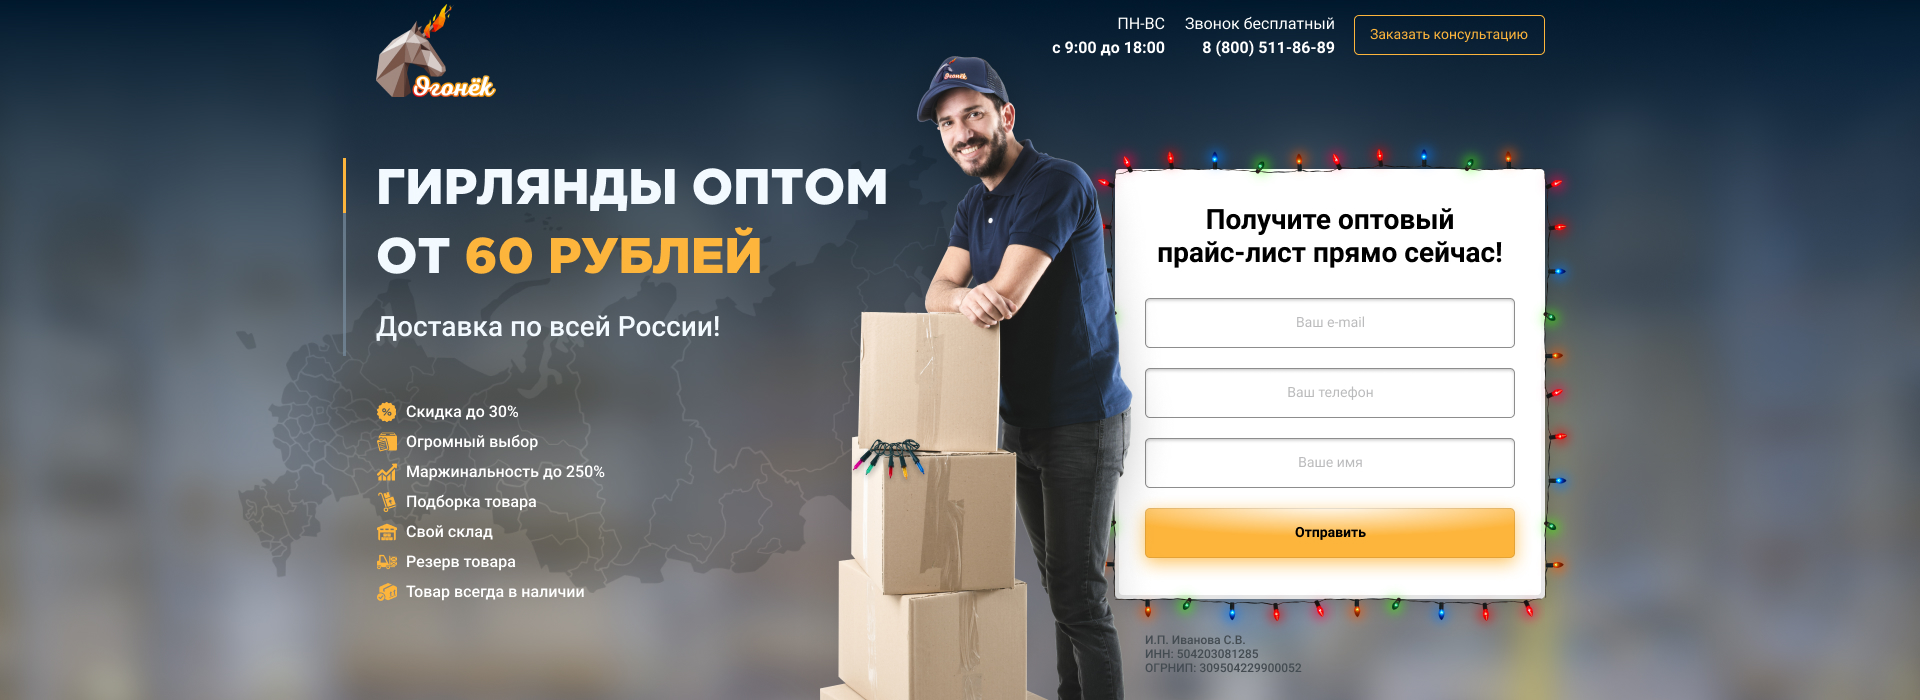 Огонёк
ПН-ВС
с 9:00 до 18:00
Звонок бесплатный
8 (800) 511-86-89
Заказать консультацию
Огонёк
ГИРЛЯНДЫ ОПТОМ
ОТ 60 РУБЛЕЙ
Доставка по всей России!
Скидка до 30%
Огромный выбор
Маржинальность до 250%
Подборка товара
Свой склад
Резерв товара
Товар всегда в наличии
Получите оптовый
прайс-лист прямо сейчас!
Ваш e-mail
Ваш телефон
Ваше имя
Отправить
И.П. Иванова С.В.
ИНН: 504203081285
ОГРНИП: 309504229900052